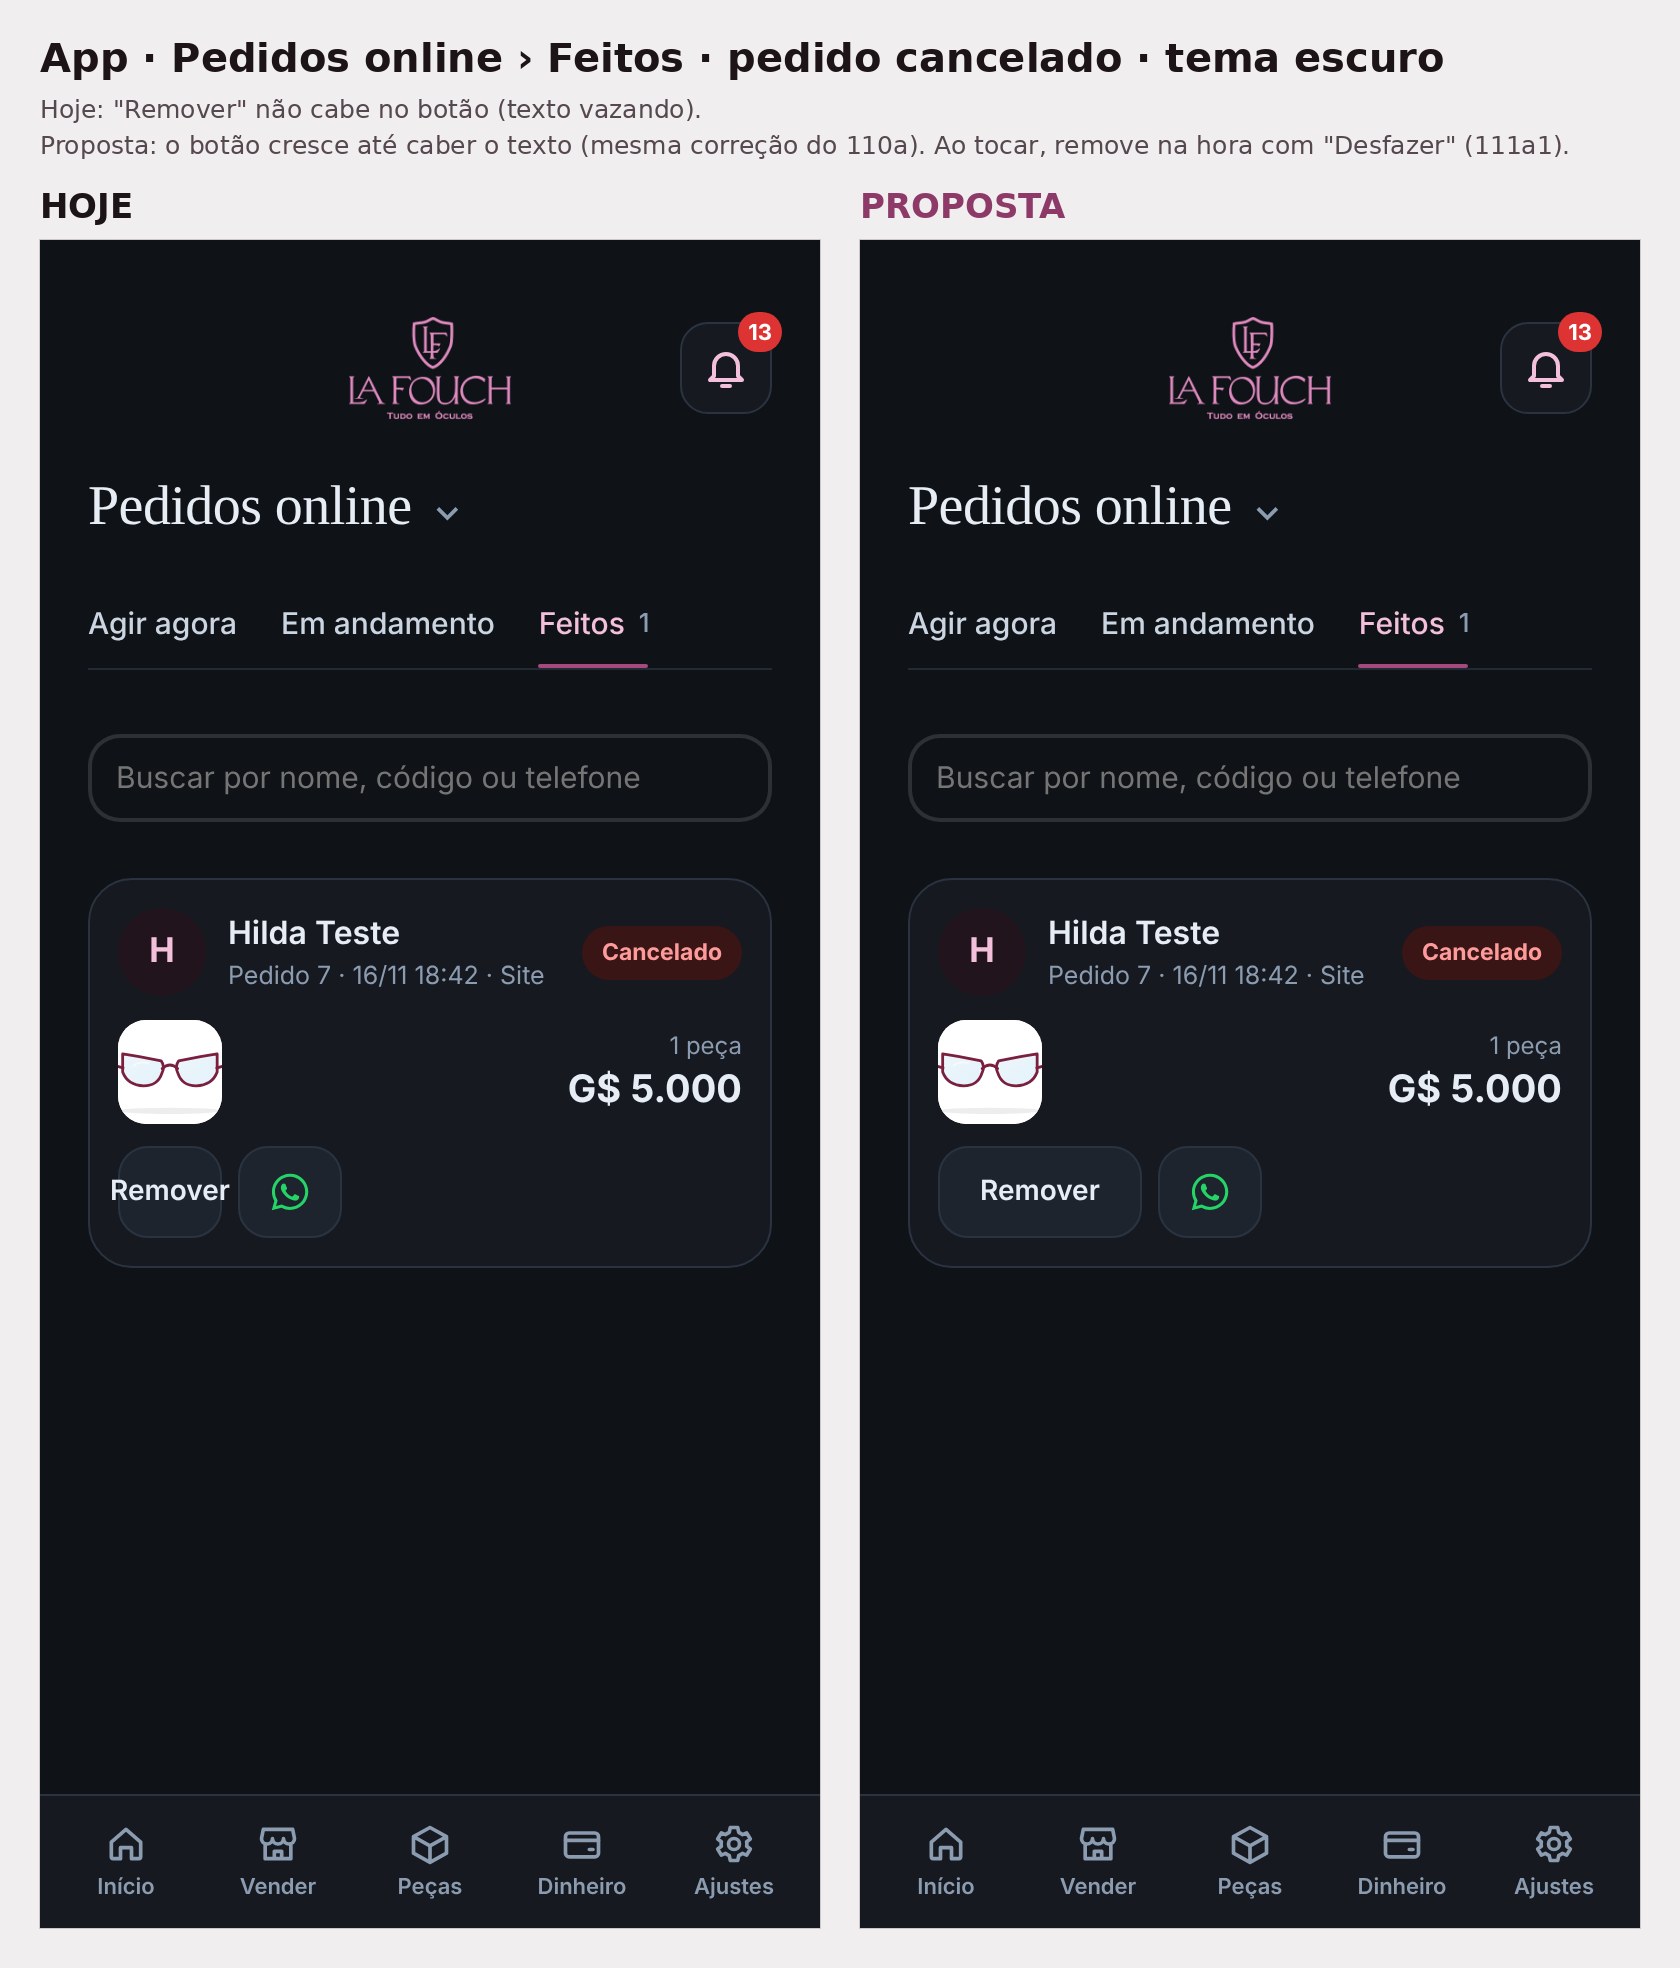 App · Pedidos online › Feitos · pedido cancelado · tema escuro
Hoje: "Remover" não cabe no botão (texto vazando).
Proposta: o botão cresce até caber o texto (mesma correção do 110a). Ao tocar, remove na hora com "Desfazer" (111a1).
HOJE
LF
LA FOUCH
TUDO EM ÓCULOS
13
Pedidos online
Agir agora Em andamento Feitos 1
Buscar por nome, código ou telefone
H
Hilda Teste
Pedido 7 · 16/11 18:42 · Site
Cancelado
1 peça
G$ 5.000
Remover
Início Vender Peças Dinheiro Ajustes
PROPOSTA
LF
LA FOUCH
TUDO EM ÓCULOS
13
Pedidos online
Agir agora Em andamento Feitos 1
Buscar por nome, código ou telefone
H
Hilda Teste
Pedido 7 · 16/11 18:42 · Site
Cancelado
1 peça
G$ 5.000
Remover
Início Vender Peças Dinheiro Ajustes